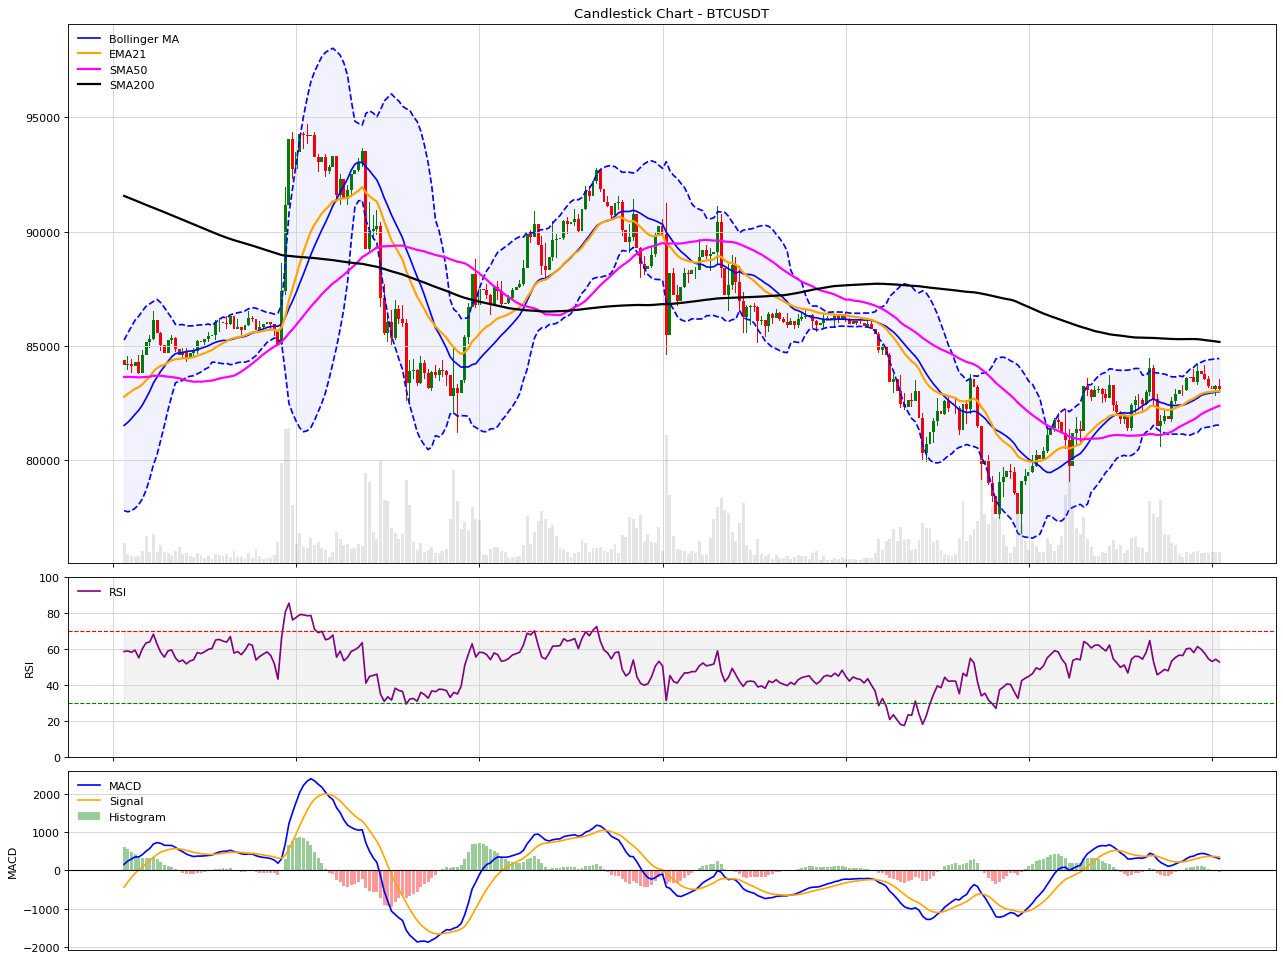 Candlestick Chart - BTCUSDT
Bollinger MA
EMA21
SMA50
SMA200
95000
90000
85000
80000
RSI
100
80
60
40
20
0
RSI
MACD
Signal
Histogram
2000
1000
0
−1000
−2000
MACD